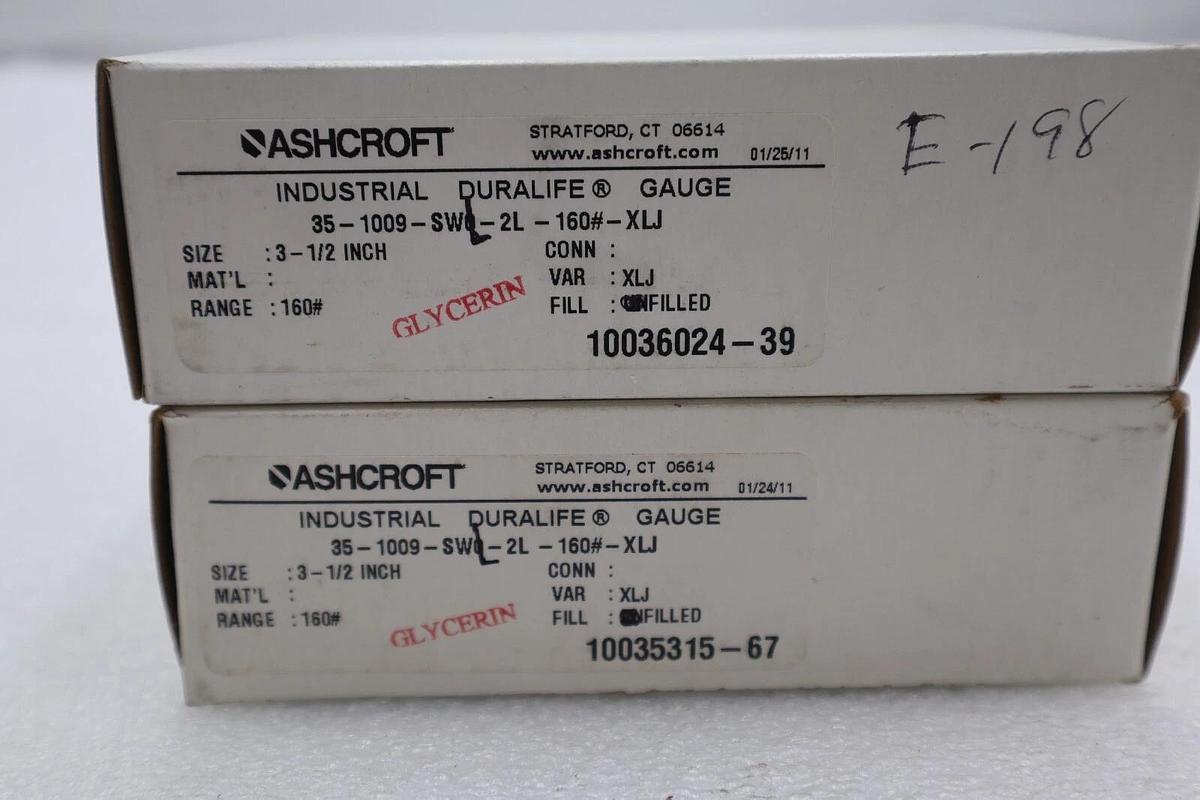 ASHCROFT STRATFORD, CT 06614
www.ashcroft.com 01/25/11
E-198
INDUSTRIAL DURALIFE® GAUGE
35-1009-SWL-2L-160#-XLJ
SIZE :3-1/2 INCH CONN :
MAT'L : VAR : XLJ
RANGE :160# GLYCERIN FILL : FILLED
10036024-39
ASHCROFT STRATFORD, CT 06614
www.ashcroft.com 01/24/11
INDUSTRIAL DURALIFE® GAUGE
35-1009-SWL-2L-160#-XLJ
SIZE :3-1/2 INCH CONN :
MAT'L : VAR : XLJ
RANGE :160# GLYCERIN FILL : FILLED
10035315-67